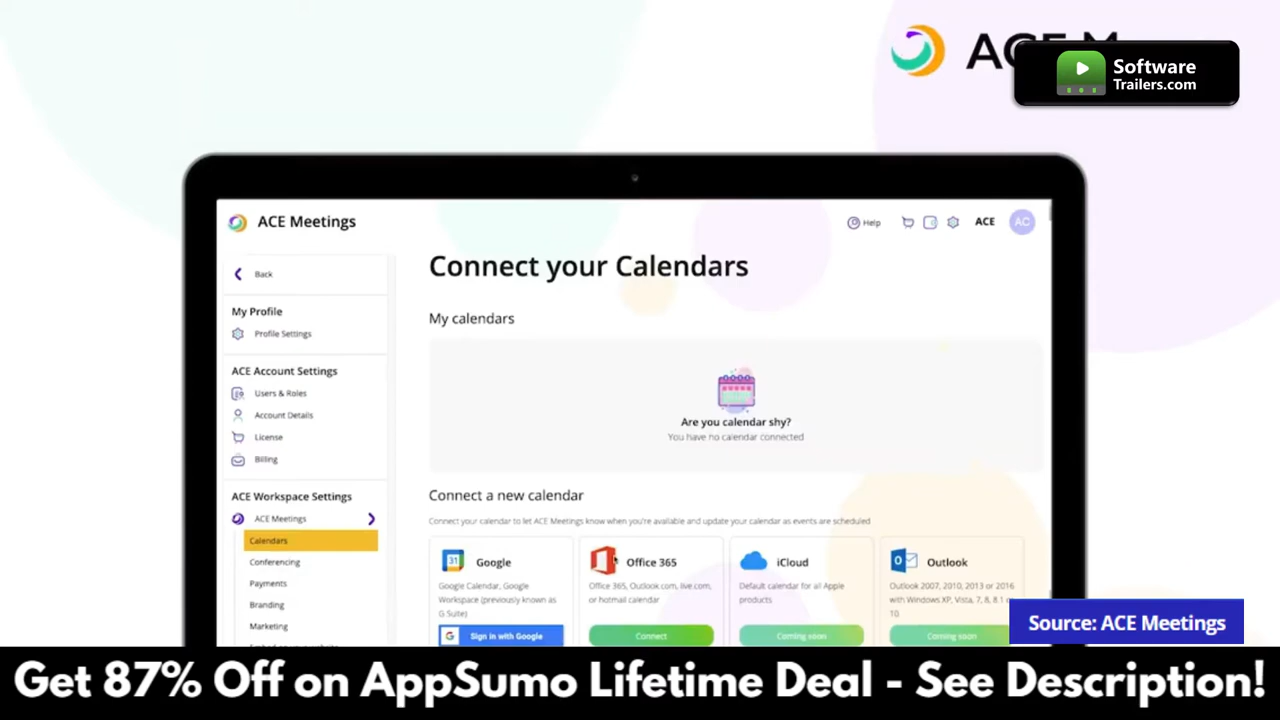 AC
Software
Trailers.com
ACE Meetings
Help
ACE
AC
Back
My Profile
Profile Settings
ACE Account Settings
Users & Roles
Account Details
License
Billing
ACE Workspace Settings
ACE Meetings
Calendars
Conferencing
Payments
Branding
Marketing
Connect your Calendars
My calendars
Are you calendar shy?
You have no calendar connected
Connect a new calendar
Connect your calendar to let ACE Meetings know when you're available and update your calendar as events are scheduled
31
Google
Google Calendar, Google
Workspace (previously known as
G Suite)
G Sign in with Google
Office 365
Office 365, Outlook.com, live.com,
or hotmail calendar
Connect
iCloud
Default calendar for all Apple
products
Coming soon
Outlook
Outlook 2007, 2010, 2013 or 2016
with Windows XP, Vista, 7, 8, 8.1 or
10.
Coming soon
Source: ACE Meetings
Get 87% Off on AppSumo Lifetime Deal - See Description!